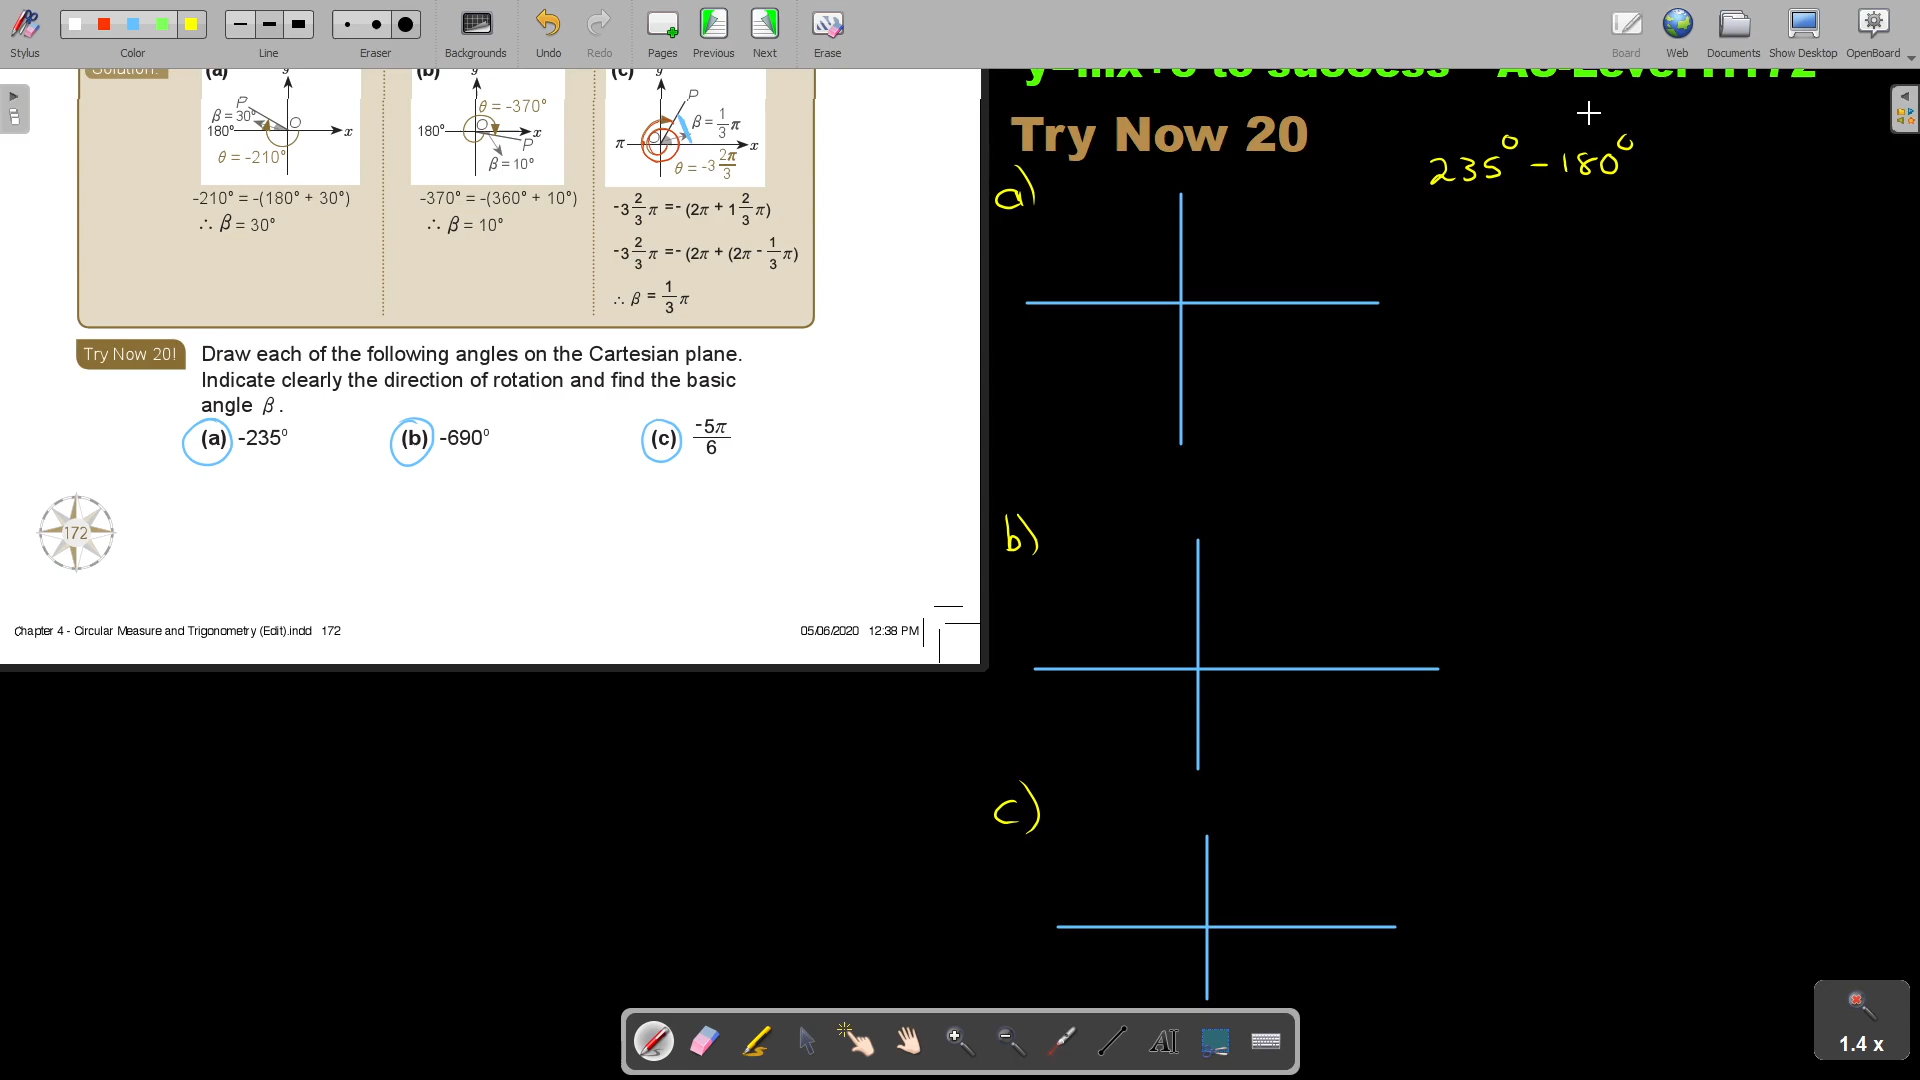 Stylus
Color
Line
Eraser
Backgrounds
Undo
Redo
Pages
Previous
Next
Erase
Board
Web
Documents
Show Desktop
OpenBoard
Solution:
(a)
P
β = 30°
O
180°
x
θ = -210°
-210° = -(180° + 30°)
∴ β = 30°
(b)
θ = -370°
180°
O
x
P
β = 10°
-370° = -(360° + 10°)
∴ β = 10°
(c)
y
P
β = 1/3 π
π
O
x
θ = -3 2π/3
-3 2/3 π = - (2π + 1 2/3 π)
-3 2/3 π = - (2π + (2π - 1/3 π)
∴ β = 1/3 π
Try Now 20! Draw each of the following angles on the Cartesian plane.
Indicate clearly the direction of rotation and find the basic
angle β.
(a) -235° (b) -690° (c) -5π/6
172
Chapter 4 - Circular Measure and Trigonometry (Edit).indd 172
05/06/2020 12:38 PM
Try Now 20
235° - 180°
a)
b)
c)
1.4 x